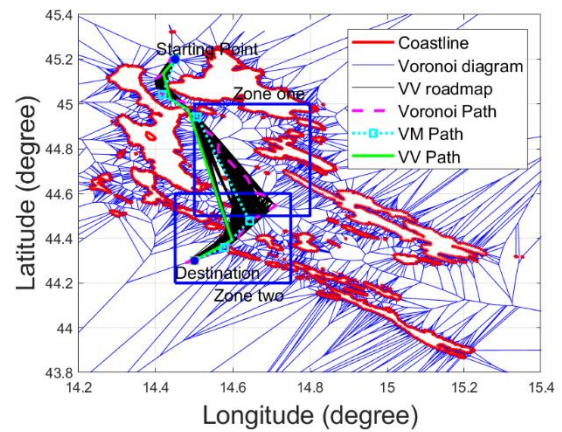 45.4
45.2
45
44.8
44.6
44.4
44.2
44
43.8
14.2
14.4
14.6
14.8
15
15.2
15.4
Latitude (degree)
Longitude (degree)
Starting Point
Zone one
Destination
Zone two
Coastline
Voronoi diagram
VV roadmap
Voronoi Path
VM Path
VV Path